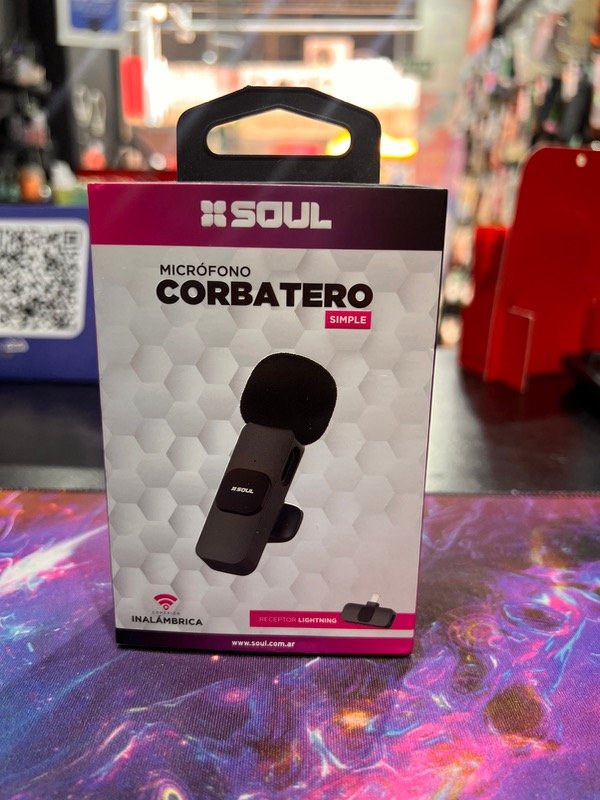 SOUL
MICRÓFONO
CORBATERO
SIMPLE
SOUL
CONEXIÓN
INALÁMBRICA
RECEPTOR LIGHTNING
www.soul.com.ar